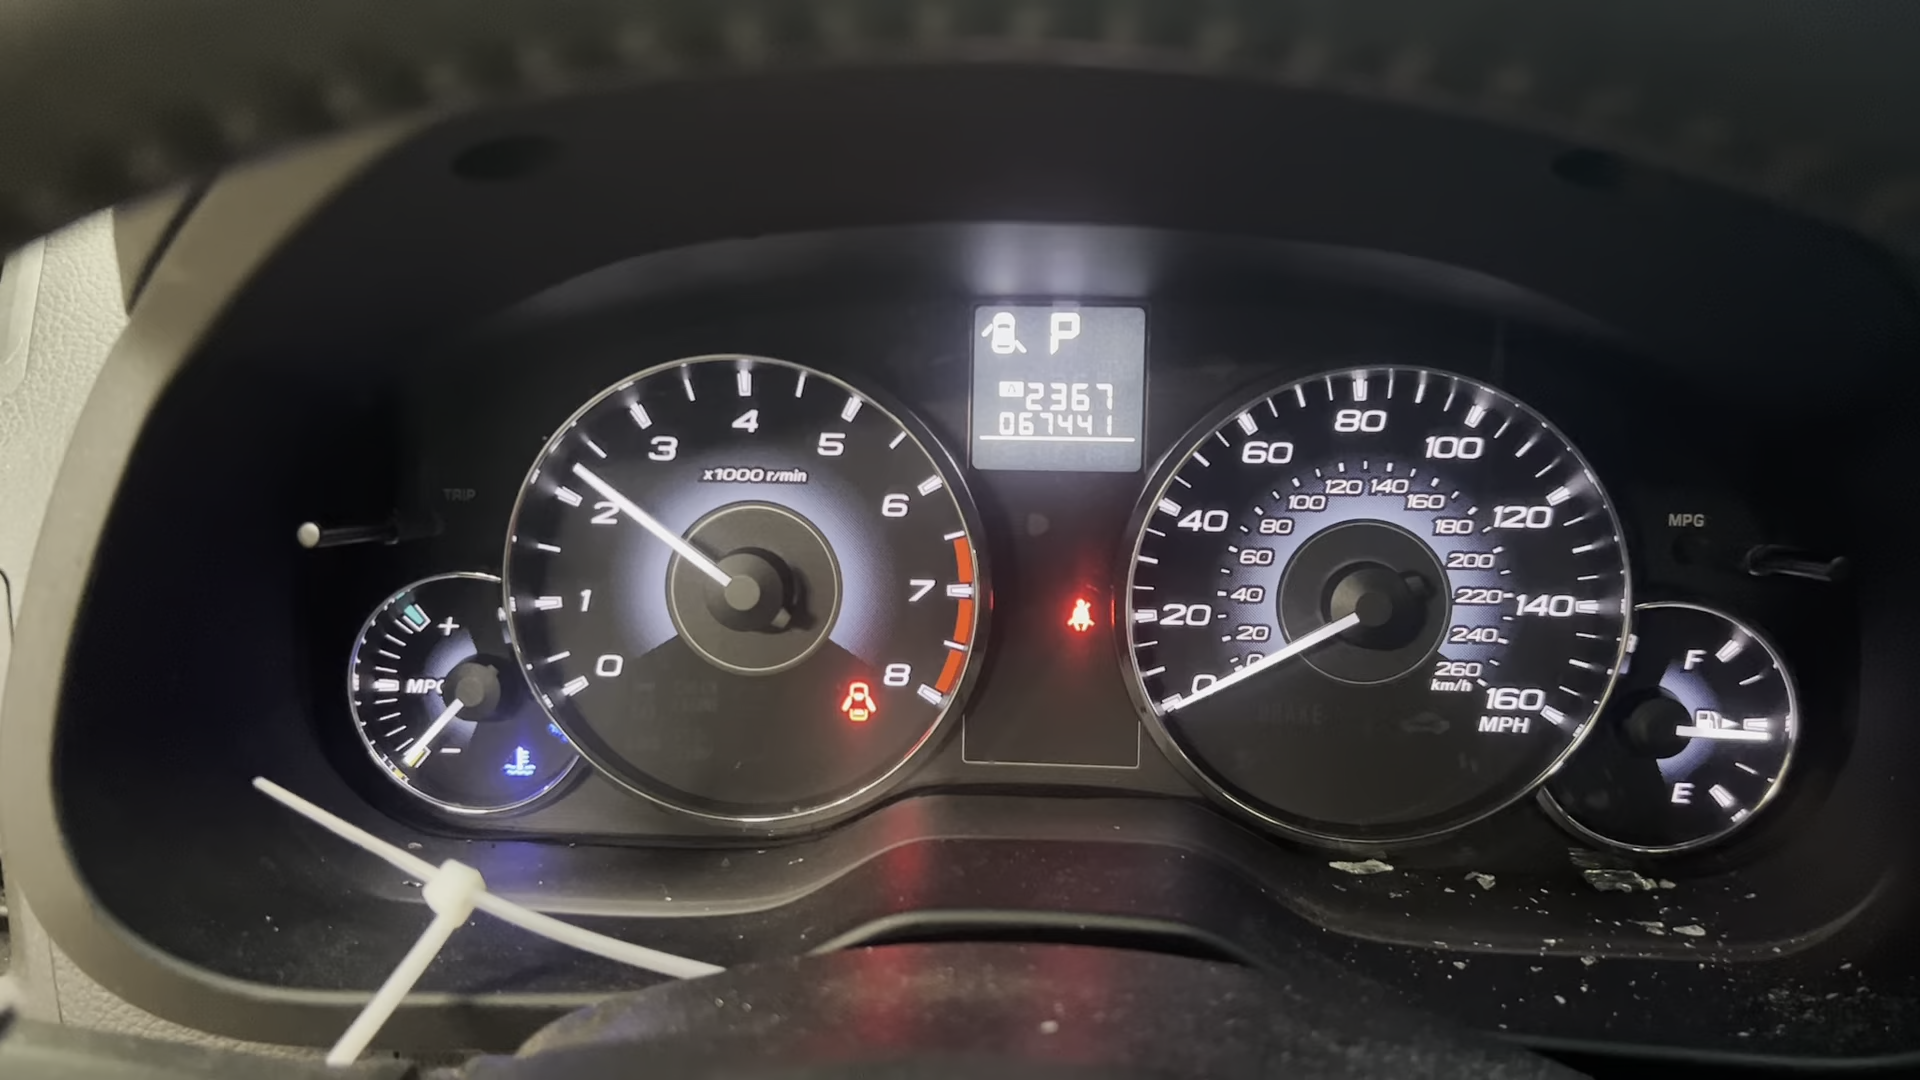 P
A 2367
067441
TRIP
0 1 2 3 4 5 6 7 8
x1000 r/min
+
MPG
-
0 20 40 60 80 100 120 140 160
MPH
0 20 40 60 80 100 120 140 160 180 200 220 240 260
km/h
MPG
F
E
BRAKE